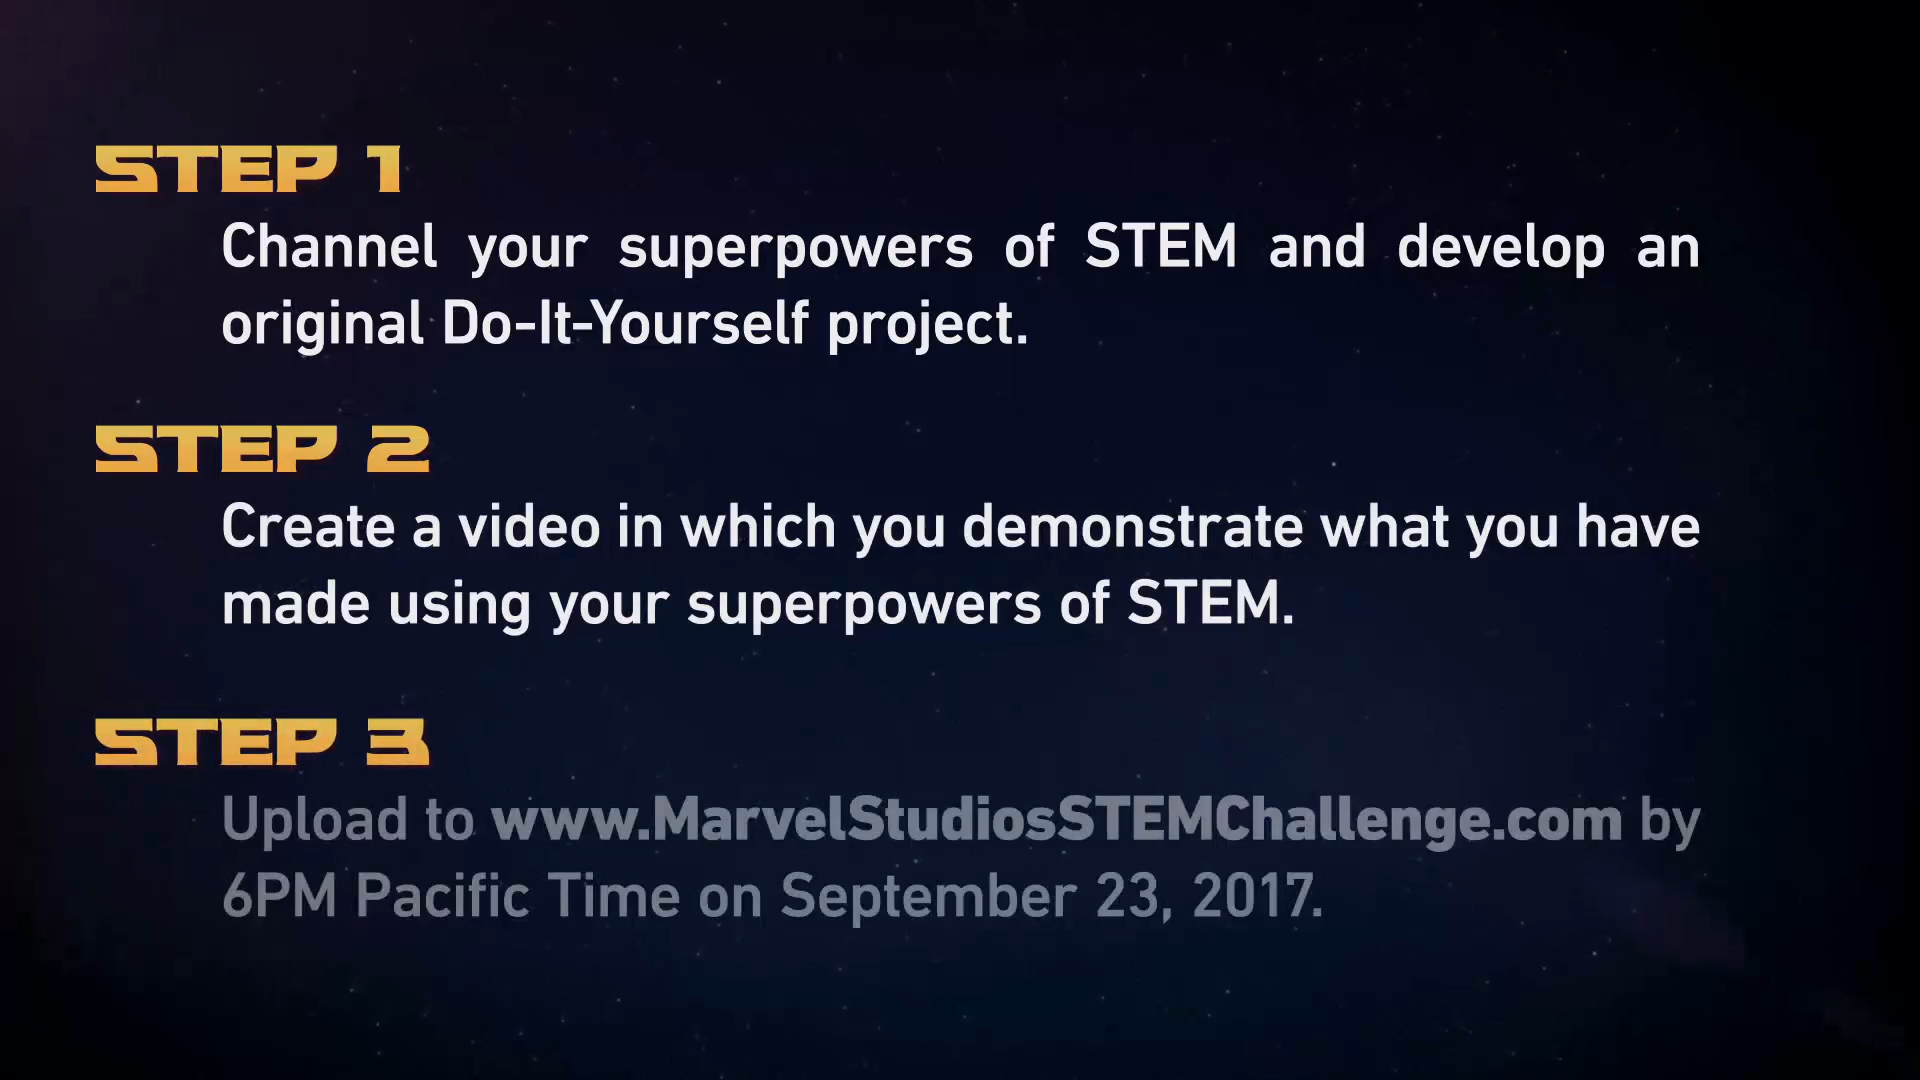 STEP 1
Channel your superpowers of STEM and develop an
original Do-It-Yourself project.
STEP 2
Create a video in which you demonstrate what you have
made using your superpowers of STEM.
STEP 3
Upload to www.MarvelStudiosSTEMChallenge.com by
6PM Pacific Time on September 23, 2017.